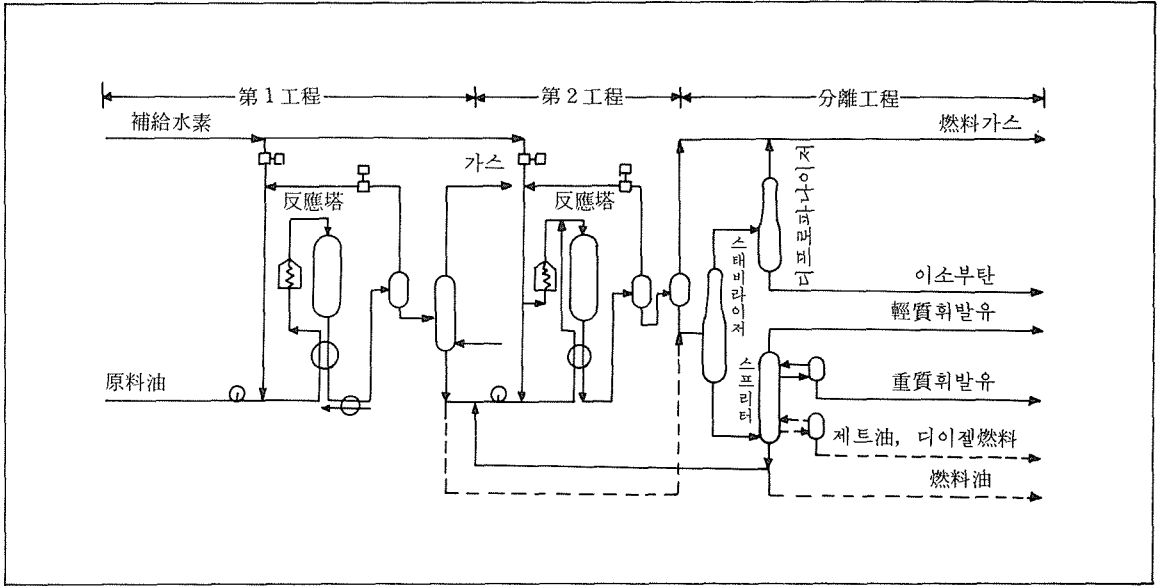 第1工程
第2工程
分離工程
補給水素
가스
燃料가스
反應塔
反應塔
디프로파나이저
스태비라이저
이소부탄
輕質휘발유
스프리터
原料油
重質휘발유
제트油, 디이젤燃料
燃料油